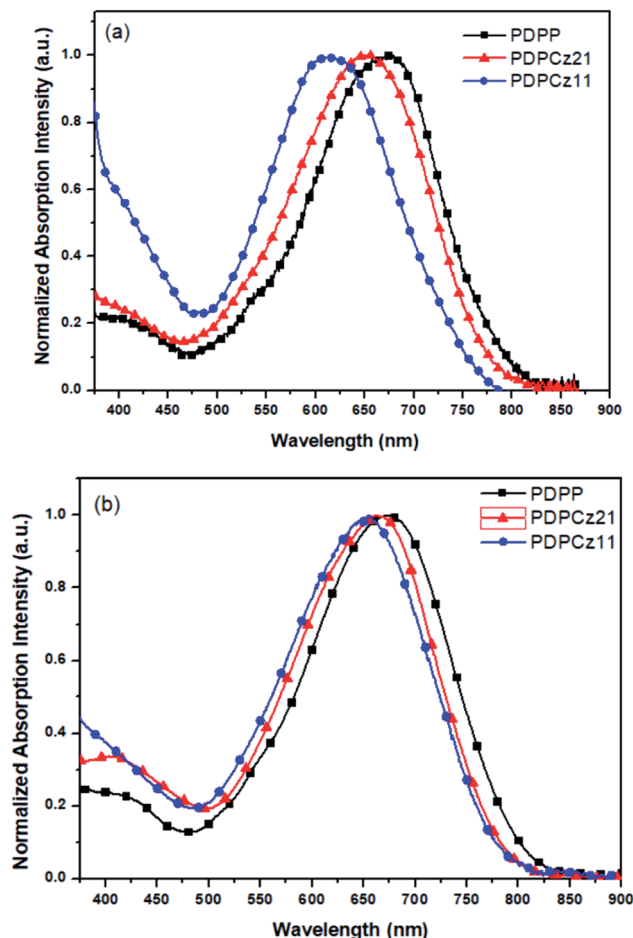 (a)
PDPP
PDPCz21
PDPCz11
Normalized Absorption Intensity (a.u.)
1.0
0.8
0.6
0.4
0.2
0.0
400 450 500 550 600 650 700 750 800 850 900
Wavelength (nm)
(b)
PDPP
PDPCz21
PDPCz11
Normalized Absorption Intensity (a.u.)
1.0
0.8
0.6
0.4
0.2
0.0
400 450 500 550 600 650 700 750 800 850 900
Wavelength (nm)